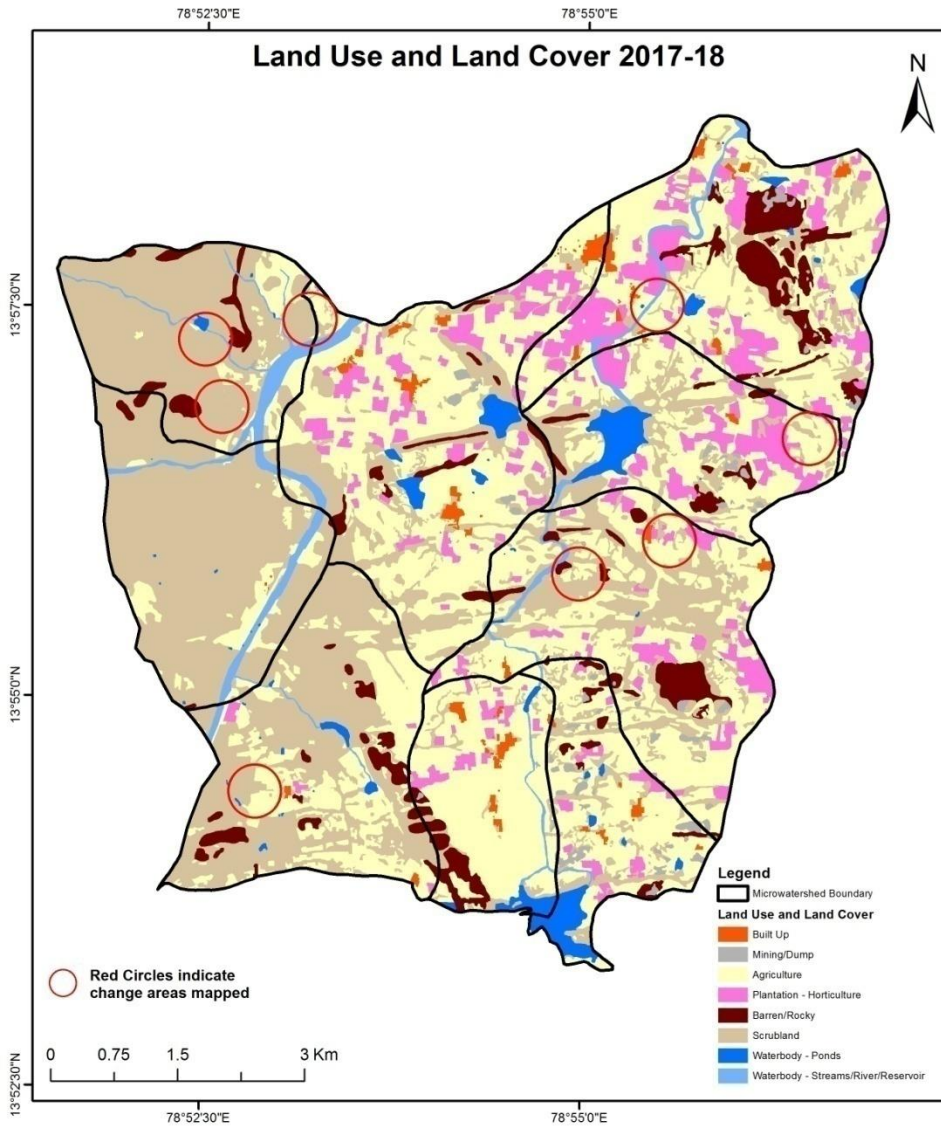 78°52'30"E
78°55'0"E
Land Use and Land Cover 2017-18
N
13°57'30"N
13°55'0"N
13°52'30"N
Legend
Microwatershed Boundary
Land Use and Land Cover
Built Up
Mining/Dump
Agriculture
Plantation - Horticulture
Barren/Rocky
Scrubland
Waterbody - Ponds
Waterbody - Streams/River/Reservoir
Red Circles indicate
change areas mapped
0 0.75 1.5 3 Km
78°52'30"E
78°55'0"E